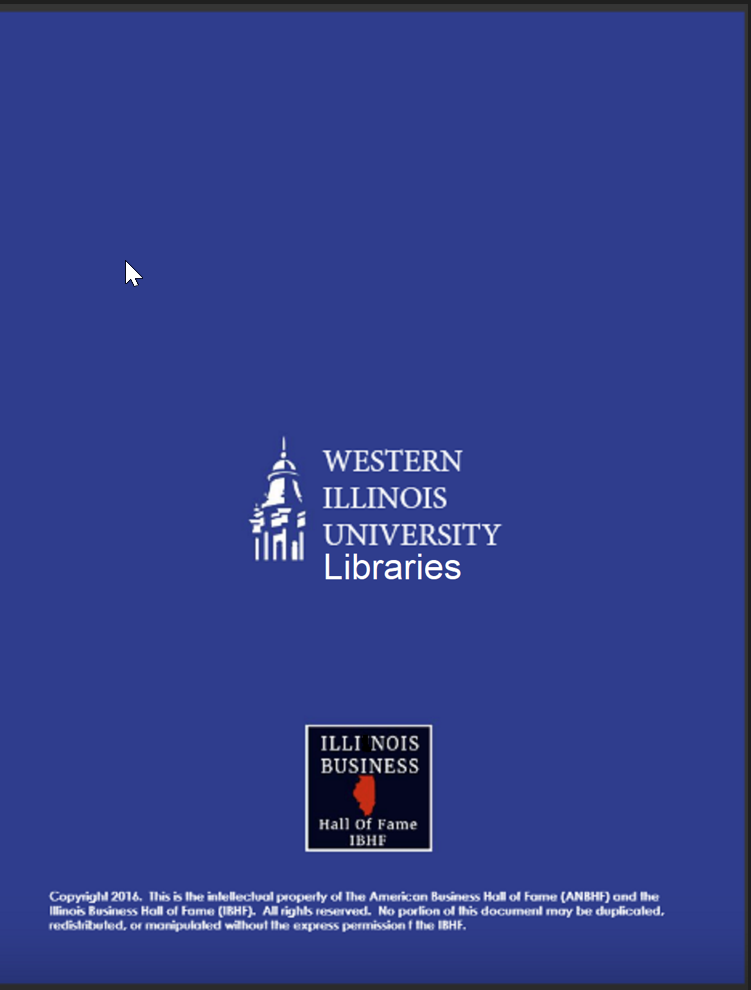 WESTERN
ILLINOIS
UNIVERSITY
Libraries
ILLI NOIS
BUSINESS
Hall Of Fame
IBHF
Copyright 2016. This is the intellectual property of The American Business Hall of Fame (ANBHF) and the
Illinois Business Hall of Fame (IBHF). All rights reserved. No portion of this document may be duplicated,
redistributed, or manipulated without the express permission f the IBHF.